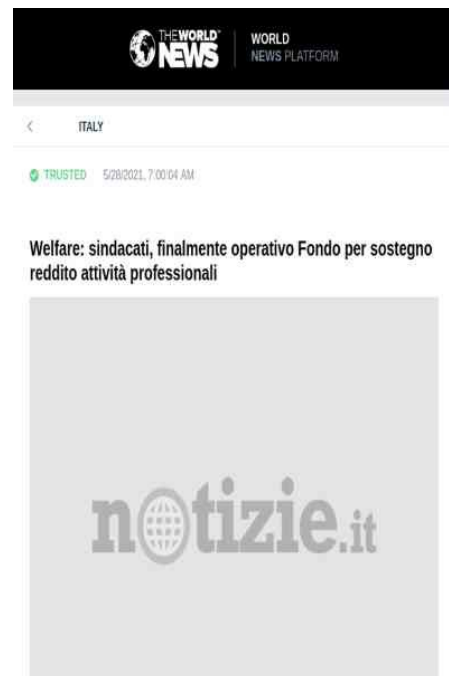 THE WORLD
NEWS
WORLD
NEWS PLATFORM
ITALY
TRUSTED 5/28/2021, 7:00:04 AM
Welfare: sindacati, finalmente operativo Fondo per sostegno
reddito attività professionali
notizie.it